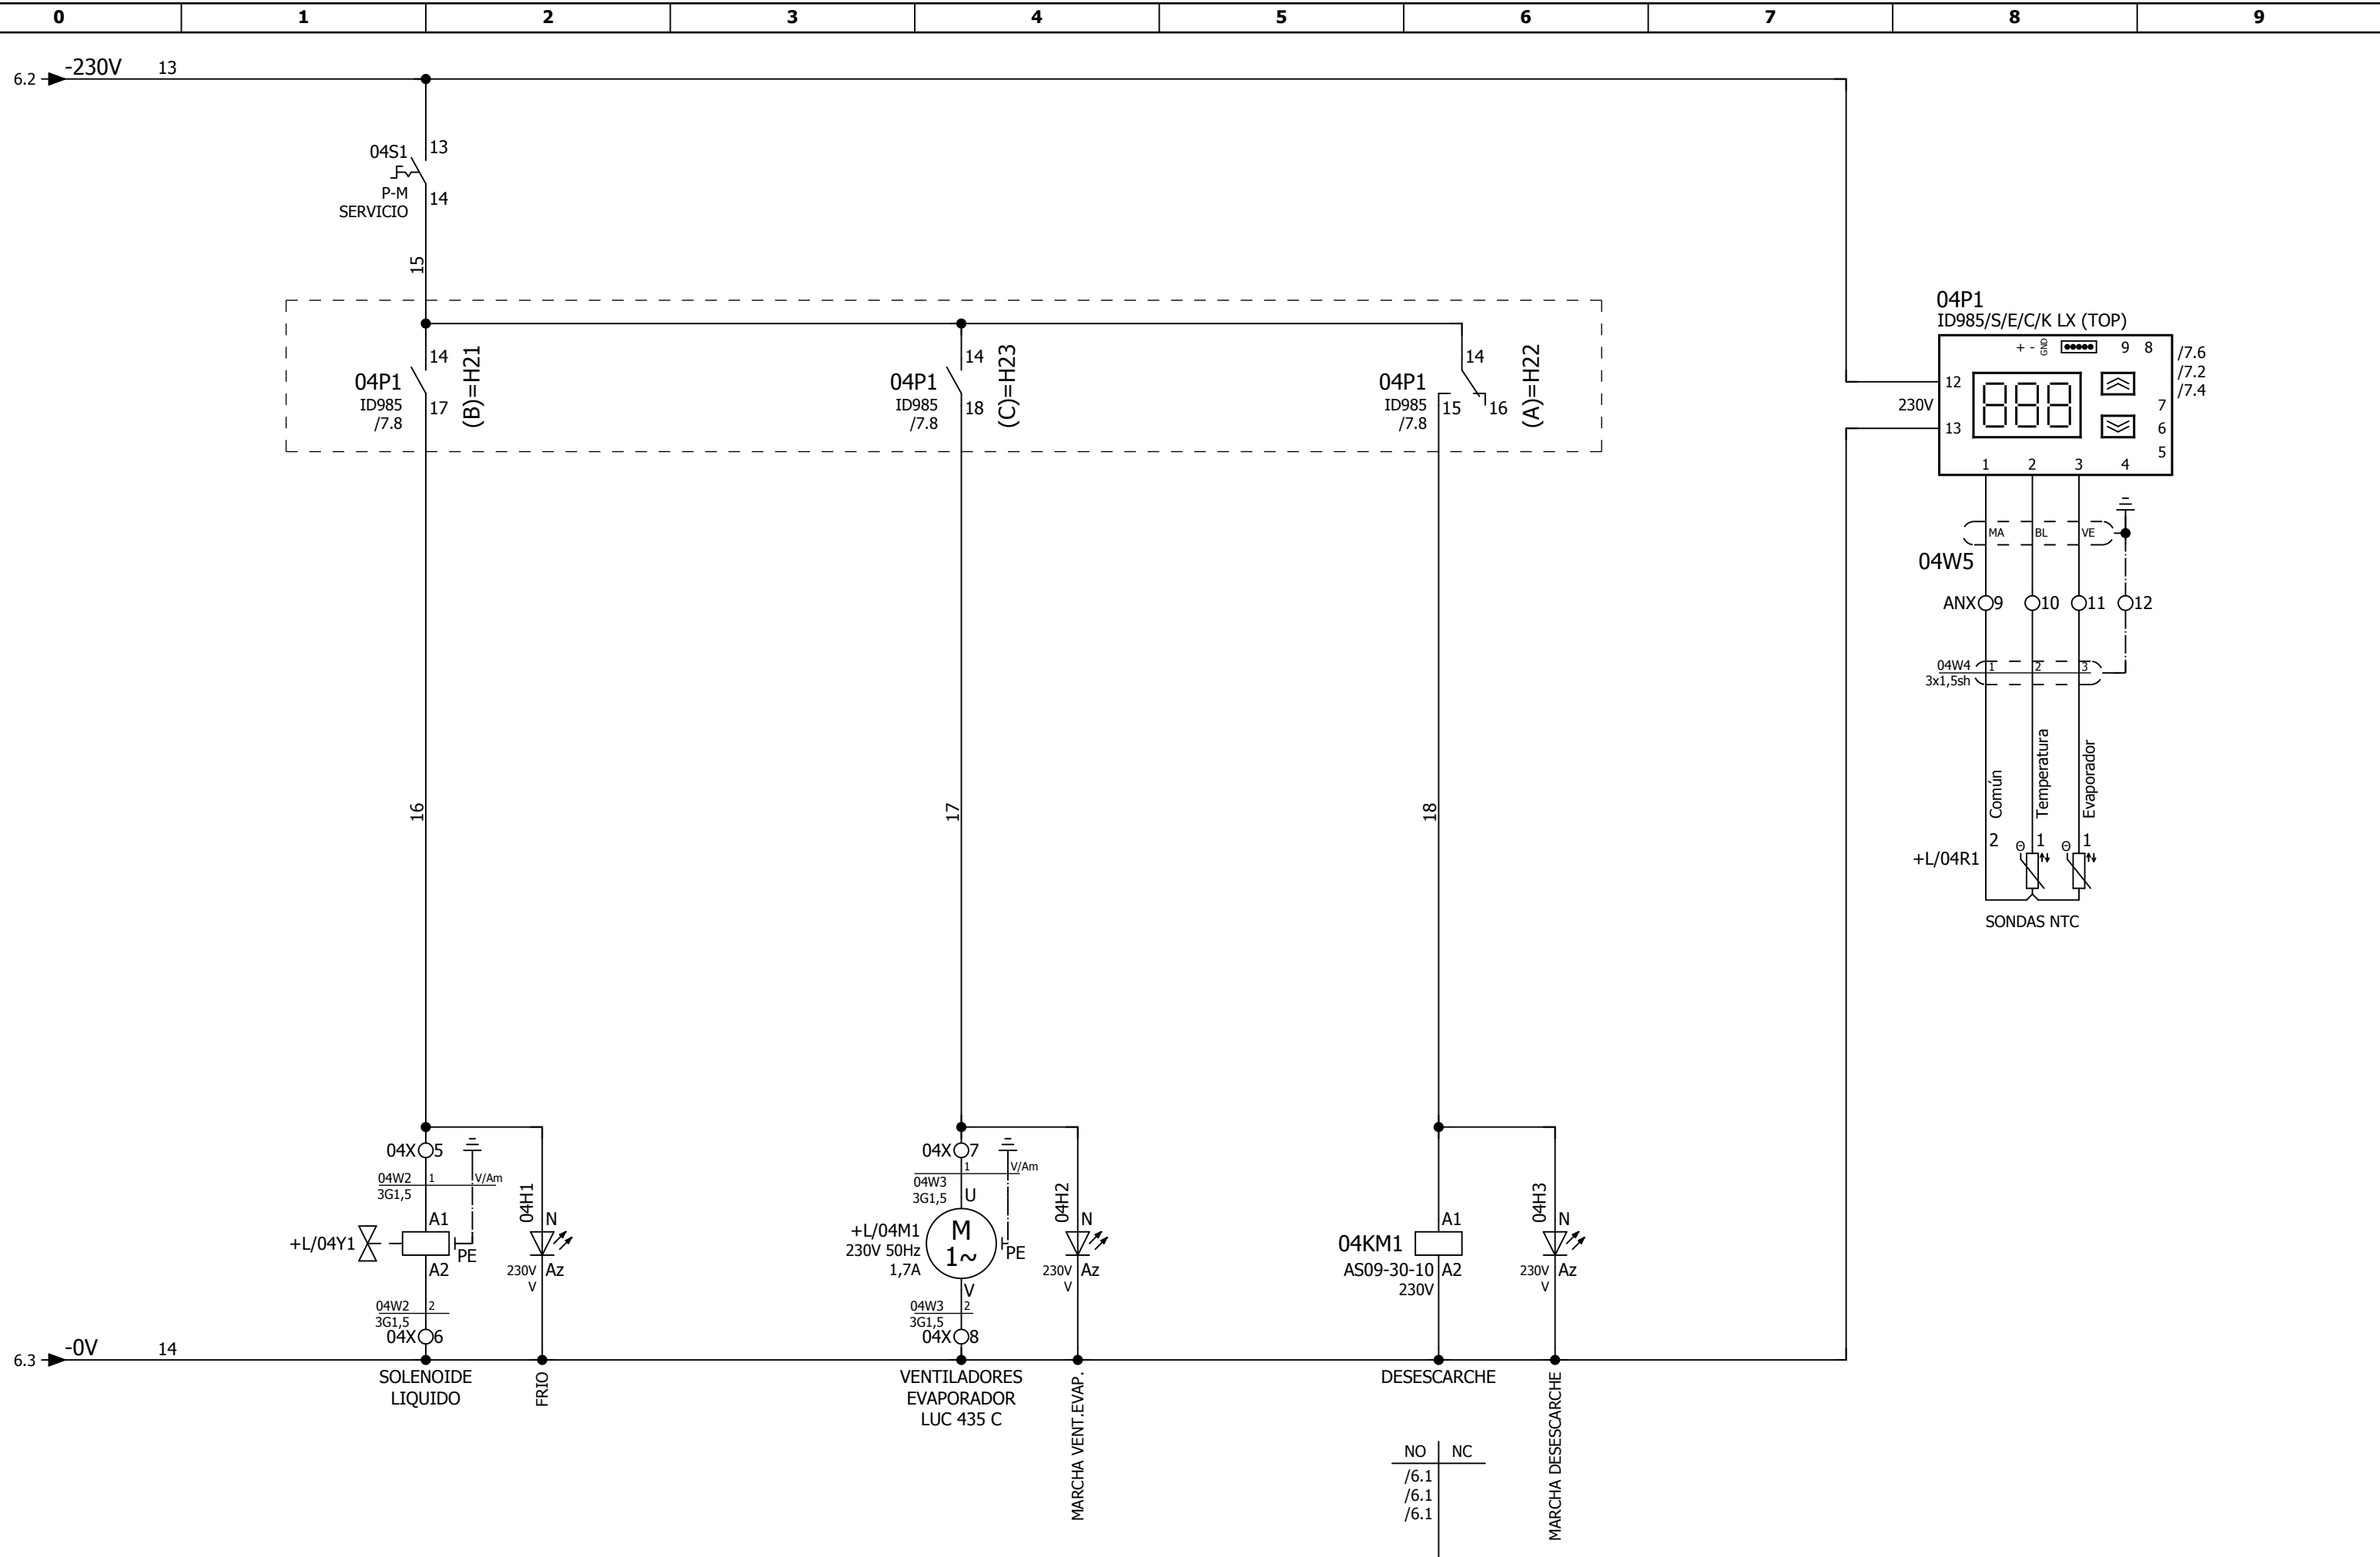 0 1 2 3 4 5 6 7 8 9
6.2 -230V 13
04S1 13
P-M 14
SERVICIO
15
04P1 14
ID985 17
/7.8
(B)=H21
04P1 14
ID985 18
/7.8
(C)=H23
04P1 14
ID985 15 16
/7.8
(A)=H22
04P1
ID985/S/E/C/K LX (TOP)
+ - GND 9 8
/7.6
/7.2
/7.4
12
230V
13
7
6
5
1 2 3 4
MA BL VE
04W5
ANX 9 10 11 12
04W4 1 2 3
3x1,5sh
Común
Temperatura
Evaporador
2 Θ 1 Θ 1
+L/04R1
SONDAS NTC
16
17
18
04X 5
04W2 1 V/Am
3G1,5
A1
+L/04Y1 PE
A2
04W2 2
3G1,5
04X 6
04H1
N
230V Az
V
04X 7
1 V/Am
04W3
3G1,5 U
+L/04M1 M
230V 50Hz 1~ PE
1,7A
V
04W3 2
3G1,5
04X 8
04H2
N
230V Az
V
A1
04KM1
AS09-30-10 A2
230V
04H3
N
230V Az
V
6.3 -0V 14
SOLENOIDE
LIQUIDO
FRIO
VENTILADORES
EVAPORADOR
LUC 435 C
MARCHA VENT.EVAP.
DESESCARCHE
MARCHA DESESCARCHE
NO NC
/6.1
/6.1
/6.1